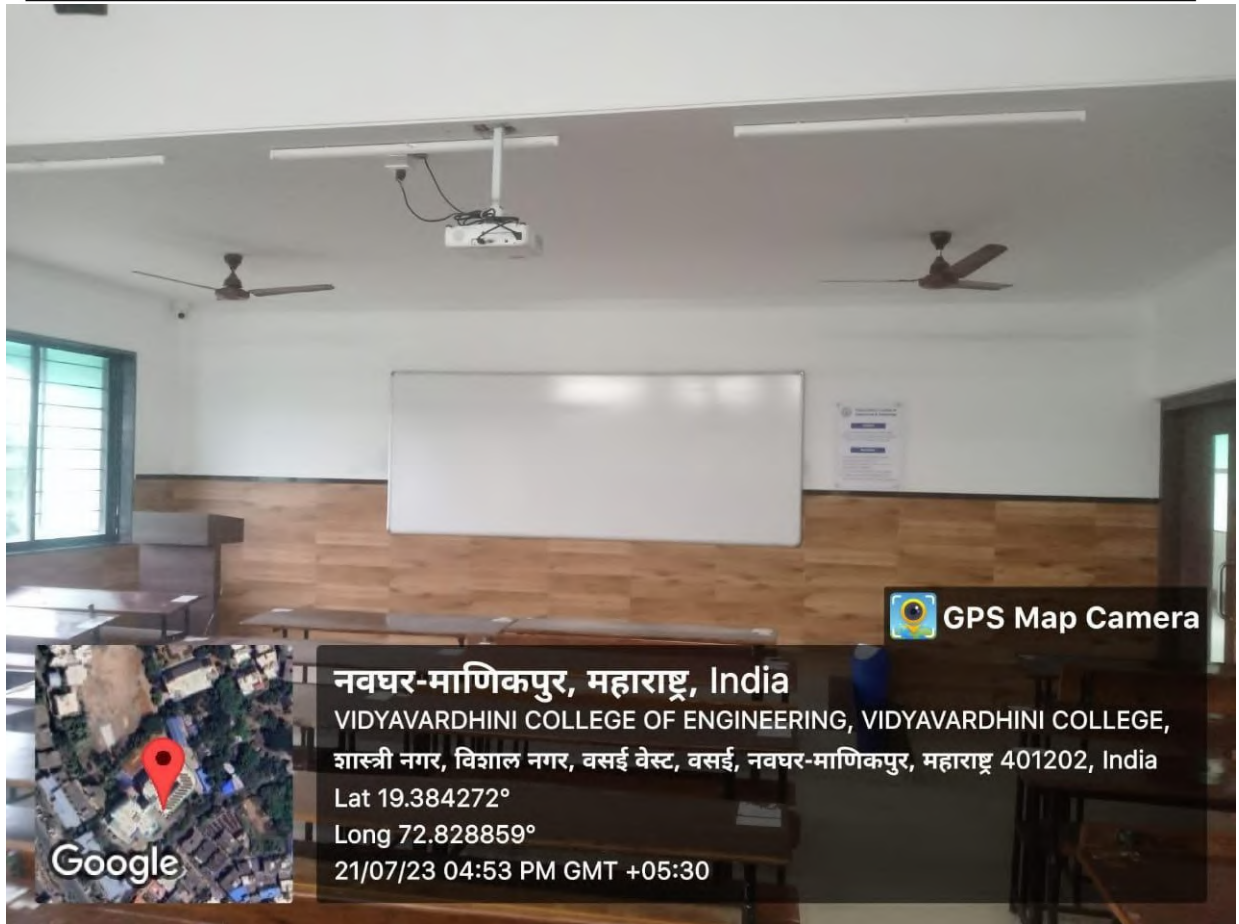 GPS Map Camera
नवघर-माणिकपुर, महाराष्ट्र, India
VIDYAVARDHINI COLLEGE OF ENGINEERING, VIDYAVARDHINI COLLEGE,
शास्त्री नगर, विशाल नगर, वसई वेस्ट, वसई, नवघर-माणिकपुर, महाराष्ट्र 401202, India
Lat 19.384272°
Long 72.828859°
21/07/23 04:53 PM GMT +05:30
Google